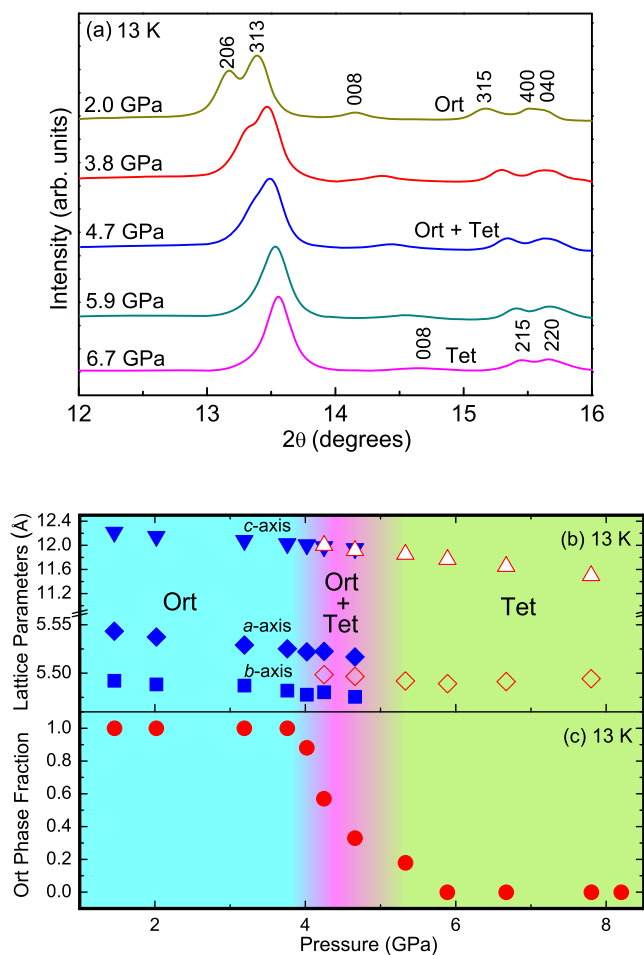 (a) 13 K
206
313
008
315
400
040
2.0 GPa
Ort
3.8 GPa
4.7 GPa
Ort + Tet
5.9 GPa
008
215
220
6.7 GPa
Tet
Intensity (arb. units)
12 13 14 15 16
2θ (degrees)
12.4
12.0
11.6
11.2
5.55
5.50
Lattice Parameters (Å)
c-axis
(b) 13 K
Ort
Ort
+
Tet
Tet
a-axis
b-axis
1.0
0.8
0.6
0.4
0.2
0.0
Ort Phase Fraction
(c) 13 K
2 4 6 8
Pressure (GPa)